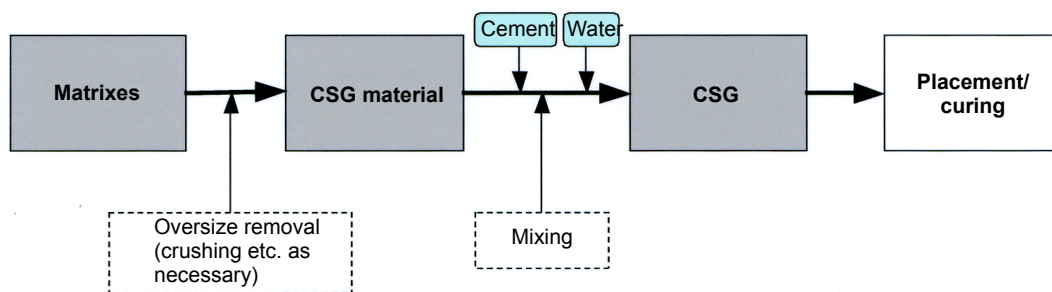 Cement
Water
Matrixes
CSG material
CSG
Placement/
curing
Oversize removal
(crushing etc. as
necessary)
Mixing